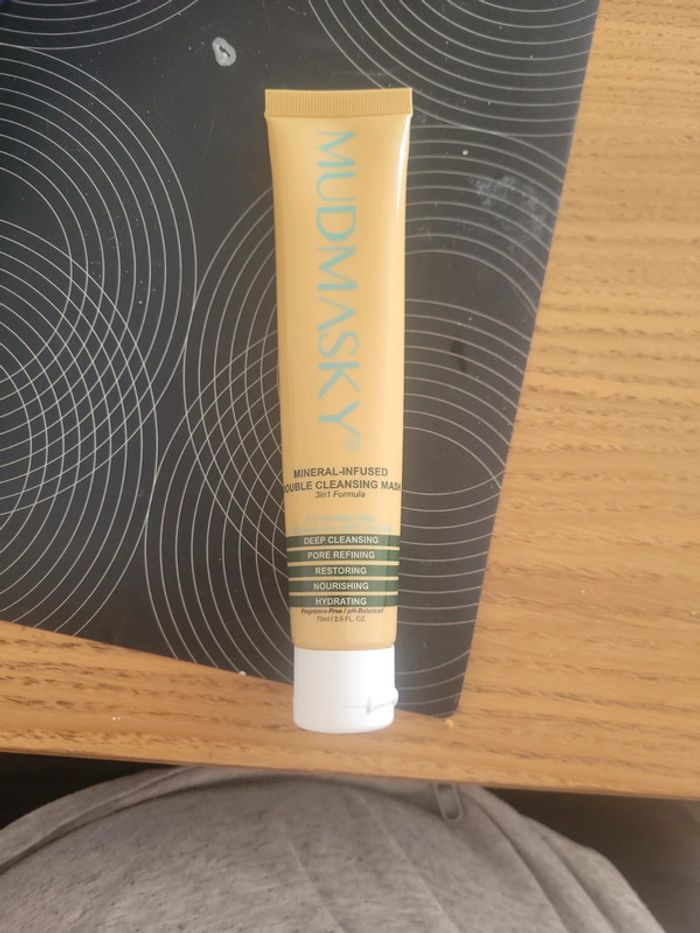 MUDMASKY®
MINERAL-INFUSED
DOUBLE CLEANSING MASK
3in1 Formula
DEEP CLEANSING
PORE REFINING
RESTORING
NOURISHING
HYDRATING
Fragrance-Free / pH-Balanced
75ml / 2.5 FL. OZ.